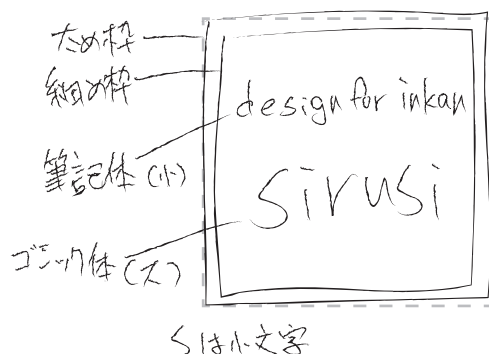 太め枠
細め枠
design for inkan
筆記体(小)
sirusi
ゴシック体(大)
sは小文字